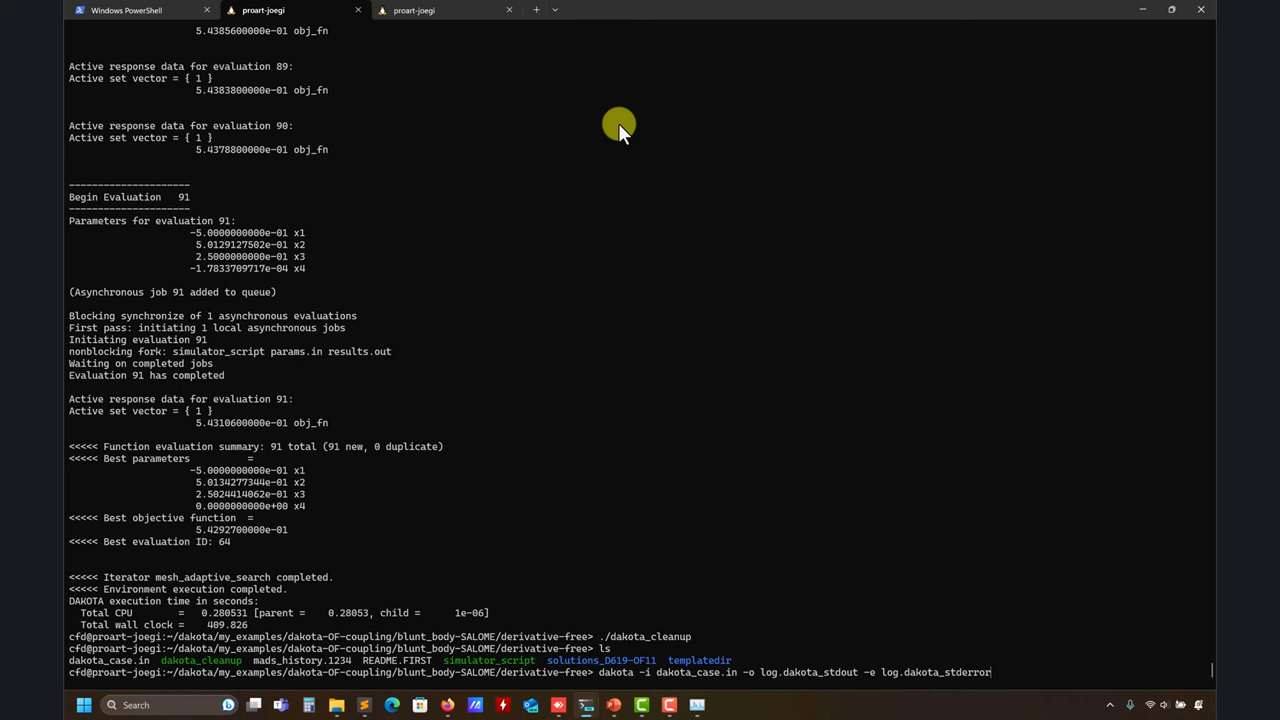 Windows PowerShell
proart-joegi
proart-joegi
5.4385600000e-01 obj_fn
Active response data for evaluation 89:
Active set vector = { 1 }
5.4383800000e-01 obj_fn
Active response data for evaluation 90:
Active set vector = { 1 }
5.4378800000e-01 obj_fn
---------------------
Begin Evaluation   91
---------------------
Parameters for evaluation 91:
-5.0000000000e-01 x1
5.0129127502e-01 x2
2.5000000000e-01 x3
-1.7833709717e-04 x4
(Asynchronous job 91 added to queue)
Blocking synchronize of 1 asynchronous evaluations
First pass: initiating 1 local asynchronous jobs
Initiating evaluation 91
nonblocking fork: simulator_script params.in results.out
Waiting on completed jobs
Evaluation 91 has completed
Active response data for evaluation 91:
Active set vector = { 1 }
5.4310600000e-01 obj_fn
<<<<< Function evaluation summary: 91 total (91 new, 0 duplicate)
<<<<< Best parameters          =
-5.0000000000e-01 x1
5.0134277344e-01 x2
2.5024414062e-01 x3
0.0000000000e+00 x4
<<<<< Best objective function  =
5.4292700000e-01
<<<<< Best evaluation ID: 64
<<<<< Iterator mesh_adaptive_search completed.
<<<<< Environment execution completed.
DAKOTA execution time in seconds:
Total CPU        =   0.280531 [parent =    0.28053, child =      1e-06]
Total wall clock =    409.826
cfd@proart-joegi:~/dakota/my_examples/dakota-OF-coupling/blunt_body-SALOME/derivative-free> ./dakota_cleanup
cfd@proart-joegi:~/dakota/my_examples/dakota-OF-coupling/blunt_body-SALOME/derivative-free> ls
dakota_case.in  dakota_cleanup  mads_history.1234  README.FIRST  simulator_script  solutions_D619-OF11  templatedir
cfd@proart-joegi:~/dakota/my_examples/dakota-OF-coupling/blunt_body-SALOME/derivative-free> dakota -i dakota_case.in -o log.dakota_stdout -e log.dakota_stderror
Search